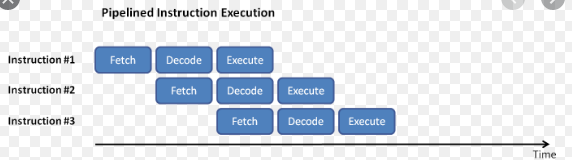 Pipelined Instruction Execution
Instruction #1 Fetch Decode Execute
Instruction #2 Fetch Decode Execute
Instruction #3 Fetch Decode Execute
Time